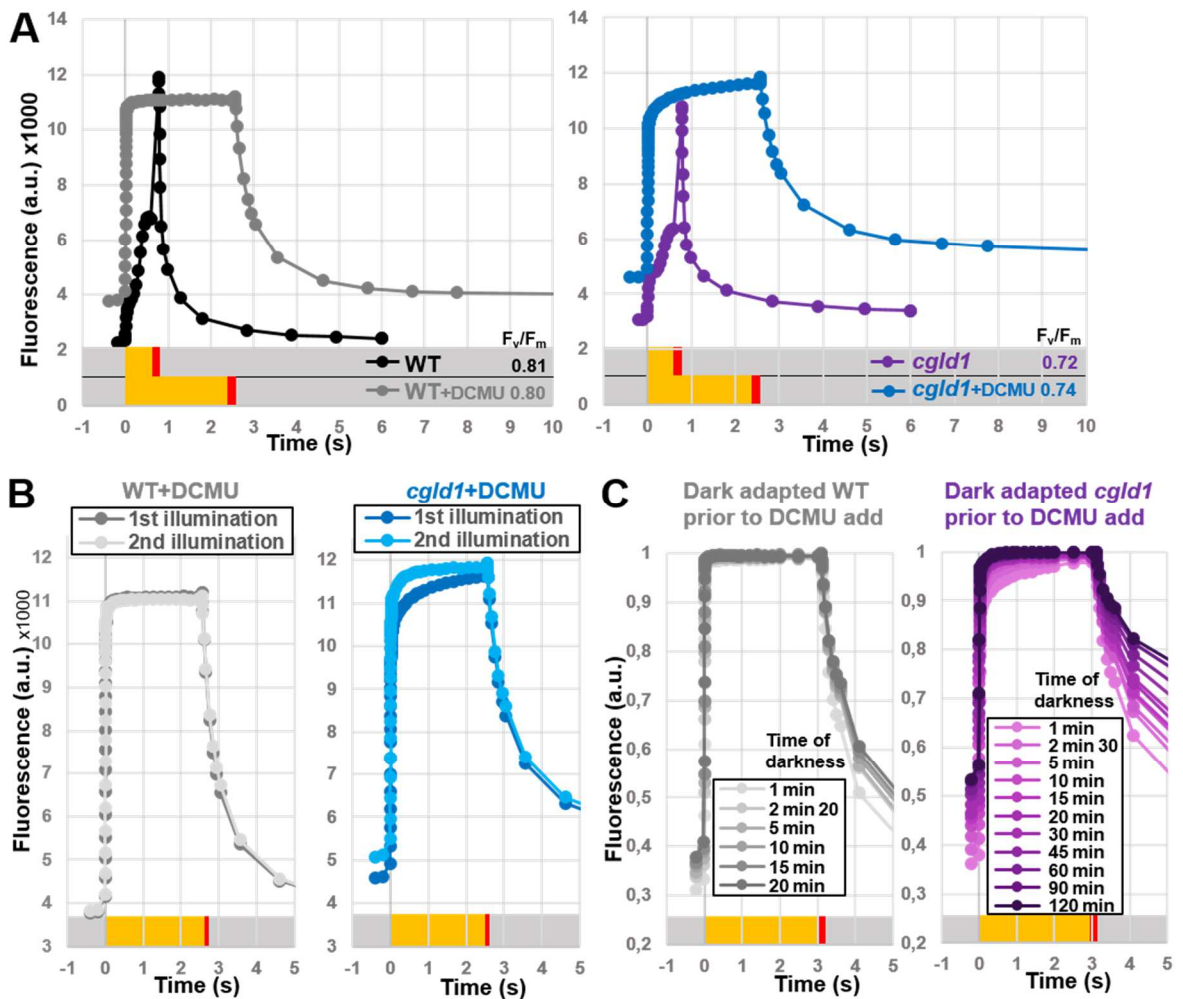 A
Fluorescence (a.u.) x1000
14
12
10
8
6
4
2
0
WT
WT+DCMU
Fv/Fm
0.81
0.80
-1 0 1 2 3 4 5 6 7 8 9 10
Time (s)
14
12
10
8
6
4
2
0
cgld1
cgld1+DCMU
Fv/Fm
0.72
0.74
-1 0 1 2 3 4 5 6 7 8 9 10
Time (s)
B
WT+DCMU
1st illumination
2nd illumination
Fluorescence (a.u.) x1000
12
11
10
9
8
7
6
5
4
3
-1 0 1 2 3 4 5
Time (s)
cgld1+DCMU
1st illumination
2nd illumination
12
11
10
9
8
7
6
5
4
3
-1 0 1 2 3 4 5
Time (s)
C
Dark adapted WT
prior to DCMU add
Fluorescence (a.u.)
1
0,9
0,8
0,7
0,6
0,5
0,4
0,3
0,2
Time of
darkness
1 min
2 min 20
5 min
10 min
15 min
20 min
-1 0 1 2 3 4 5
Time (s)
Dark adapted cgld1
prior to DCMU add
1
0,9
0,8
0,7
0,6
0,5
0,4
0,3
0,2
Time of
darkness
1 min
2 min 30
5 min
10 min
15 min
20 min
30 min
45 min
60 min
90 min
120 min
-1 0 1 2 3 4 5
Time (s)